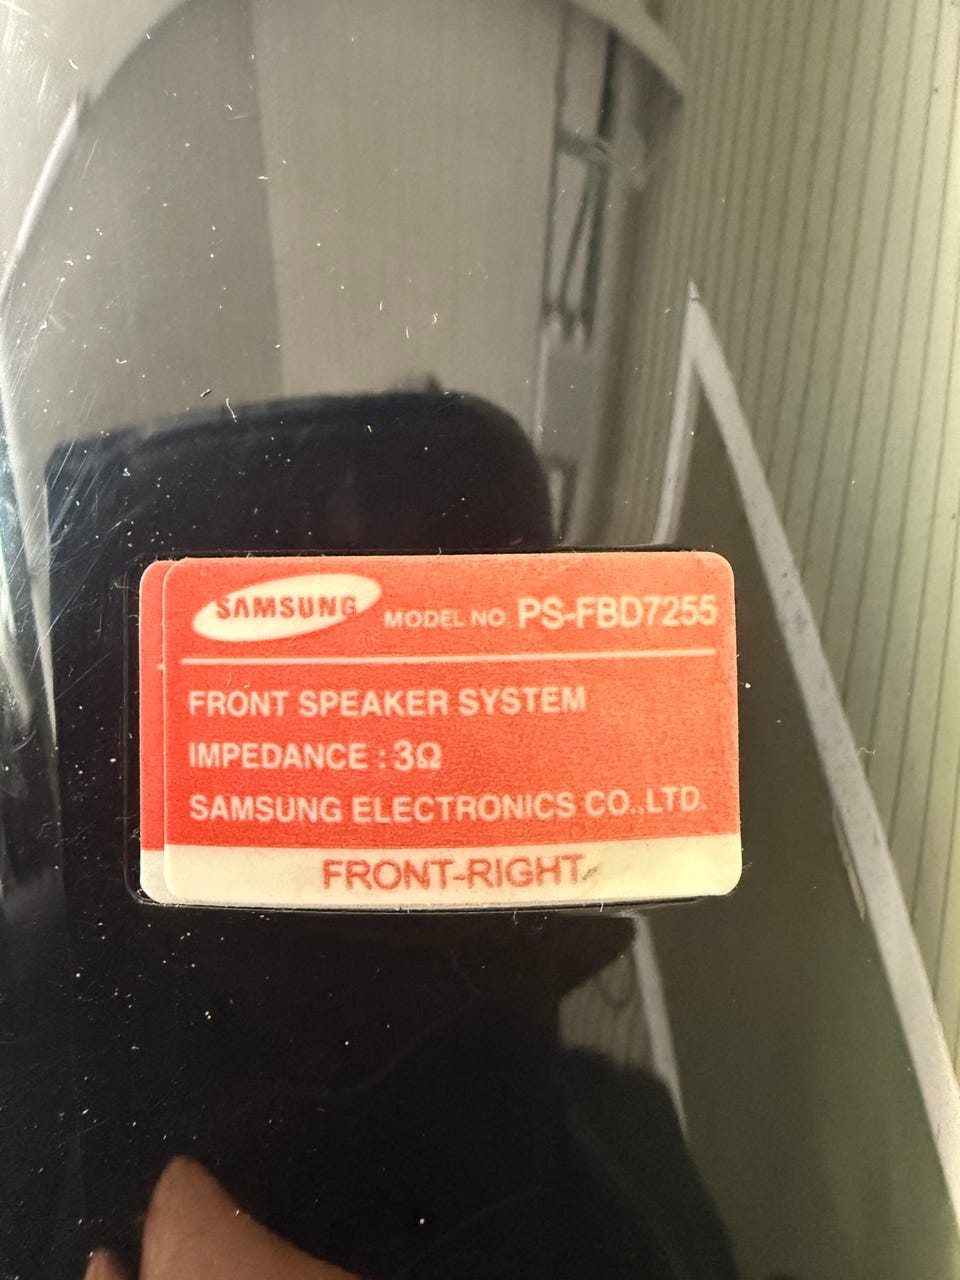 SAMSUNG MODEL NO. PS-FBD7255
FRONT SPEAKER SYSTEM
IMPEDANCE : 3Ω
SAMSUNG ELECTRONICS CO.,LTD.
FRONT-RIGHT